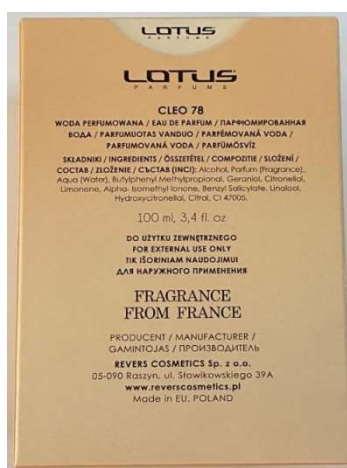 LOTUS
PARFUMS
LOTUS
PARFUMS
CLEO 78
WODA PERFUMOWANA / EAU DE PARFUM / ПАРФЮМИРОВАННАЯ
ВОДА / PARFUMUOTAS VANDUO / PARFÉMOVANÁ VODA /
PARFUMOVANÁ VODA / PARFÜMÖSVÍZ
SKŁADNIKI / INGREDIENTS / ÖSSZETÉTEL / COMPOZITIE / SLOŽENÍ /
СОСТАВ / ZLOŽENIE / СЪСТАВ (INCI): Alcohol, Parfum (Fragrance),
Aqua (Water), Butylphenyl Methylpropional, Geraniol, Citronellol,
Limonene, Alpha- Isomethyl Ionone, Benzyl Salicylate, Linalool,
Hydroxycitronellal, Citral, CI 47005.
100 ml, 3,4 fl. oz
DO UŻYTKU ZEWNĘTRZNEGO
FOR EXTERNAL USE ONLY
TIK IŠORINIAM NAUDOJIMUI
ДЛЯ НАРУЖНОГО ПРИМЕНЕНИЯ
FRAGRANCE
FROM FRANCE
PRODUCENT / MANUFACTURER /
GAMINTOJAS / ПРОИЗВОДИТЕЛЬ
REVERS COSMETICS Sp. z o.o.
05-090 Raszyn, ul. Słowikowskiego 39A
www.reverscosmetics.pl
Made in EU. POLAND